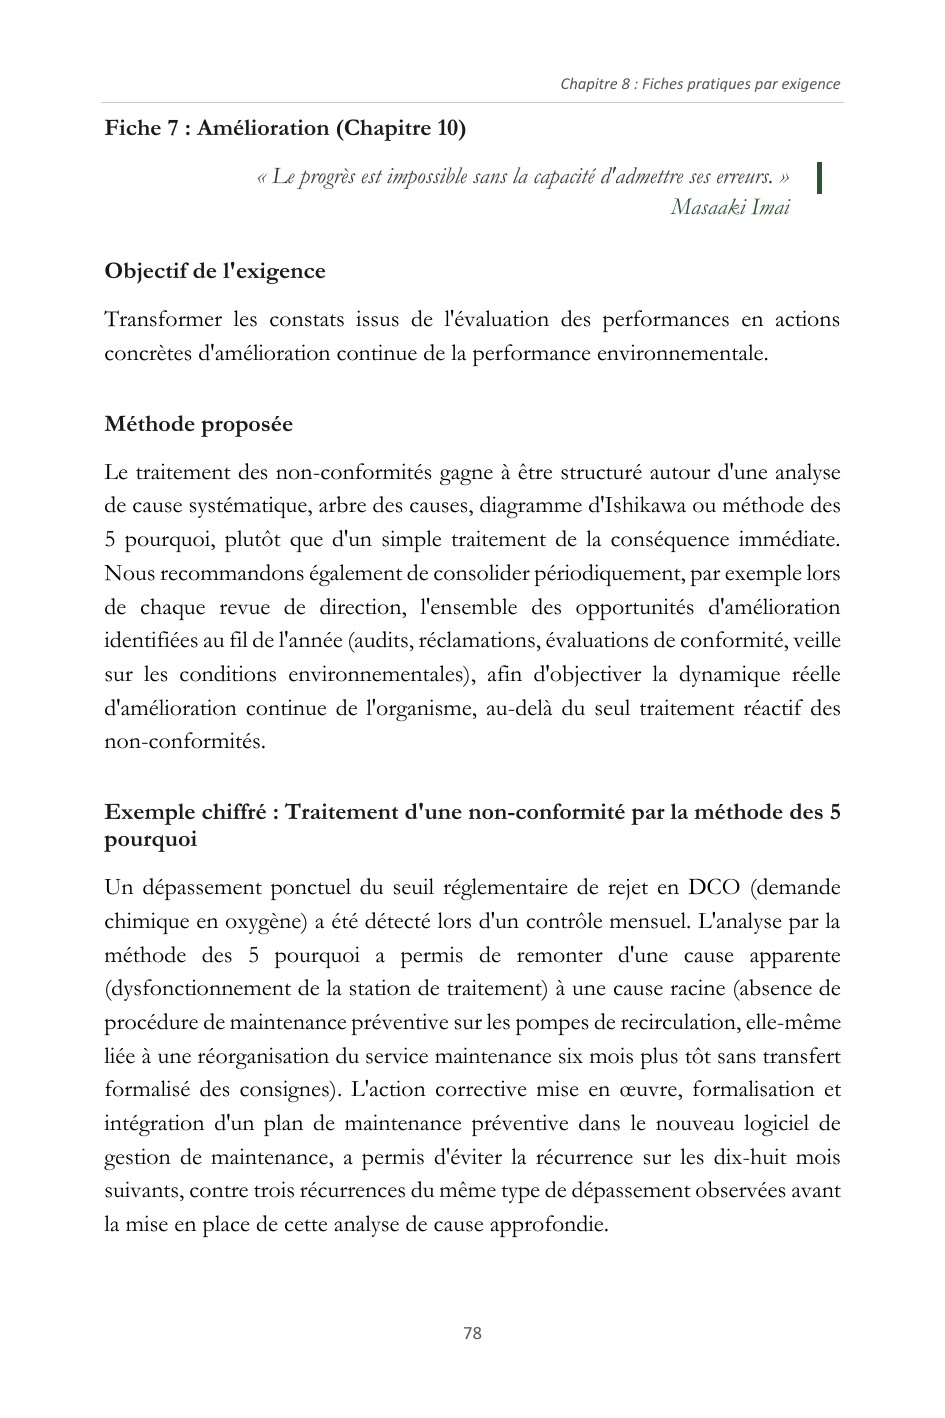 Chapitre 8 : Fiches pratiques par exigence
Fiche 7 : Amélioration (Chapitre 10)
« Le progrès est impossible sans la capacité d'admettre ses erreurs. »
Masaaki Imai
Objectif de l'exigence
Transformer les constats issus de l'évaluation des performances en actions
concrètes d'amélioration continue de la performance environnementale.
Méthode proposée
Le traitement des non-conformités gagne à être structuré autour d'une analyse
de cause systématique, arbre des causes, diagramme d'Ishikawa ou méthode des
5 pourquoi, plutôt que d'un simple traitement de la conséquence immédiate.
Nous recommandons également de consolider périodiquement, par exemple lors
de chaque revue de direction, l'ensemble des opportunités d'amélioration
identifiées au fil de l'année (audits, réclamations, évaluations de conformité, veille
sur les conditions environnementales), afin d'objectiver la dynamique réelle
d'amélioration continue de l'organisme, au-delà du seul traitement réactif des
non-conformités.
Exemple chiffré : Traitement d'une non-conformité par la méthode des 5
pourquoi
Un dépassement ponctuel du seuil réglementaire de rejet en DCO (demande
chimique en oxygène) a été détecté lors d'un contrôle mensuel. L'analyse par la
méthode des 5 pourquoi a permis de remonter d'une cause apparente
(dysfonctionnement de la station de traitement) à une cause racine (absence de
procédure de maintenance préventive sur les pompes de recirculation, elle-même
liée à une réorganisation du service maintenance six mois plus tôt sans transfert
formalisé des consignes). L'action corrective mise en œuvre, formalisation et
intégration d'un plan de maintenance préventive dans le nouveau logiciel de
gestion de maintenance, a permis d'éviter la récurrence sur les dix-huit mois
suivants, contre trois récurrences du même type de dépassement observées avant
la mise en place de cette analyse de cause approfondie.
78